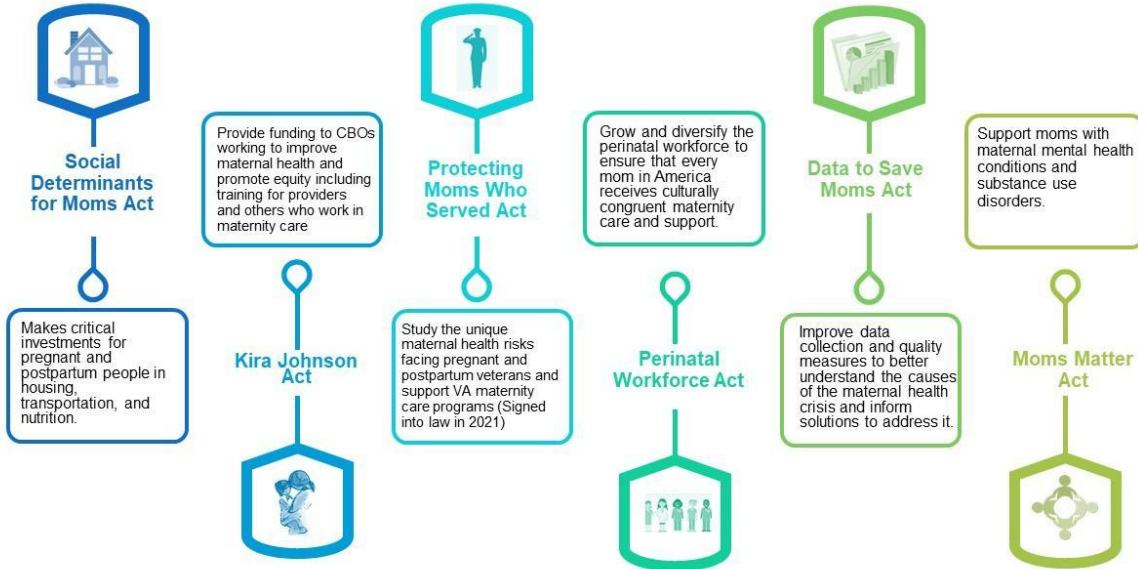 Social
Determinants
for Moms Act
Makes critical
investments for
pregnant and
postpartum people in
housing,
transportation, and
nutrition.
Provide funding to CBOs
working to improve
maternal health and
promote equity including
training for providers
and others who work in
maternity care
Kira Johnson
Act
Protecting
Moms Who
Served Act
Study the unique
maternal health risks
facing pregnant and
postpartum veterans and
support VA maternity
care programs (Signed
into law in 2021)
Grow and diversify the
perinatal workforce to
ensure that every
mom in America
receives culturally
congruent maternity
care and support.
Perinatal
Workforce Act
Data to Save
Moms Act
Improve data
collection and quality
measures to better
understand the causes
of the maternal health
crisis and inform
solutions to address it.
Support moms with
maternal mental health
conditions and
substance use
disorders.
Moms Matter
Act